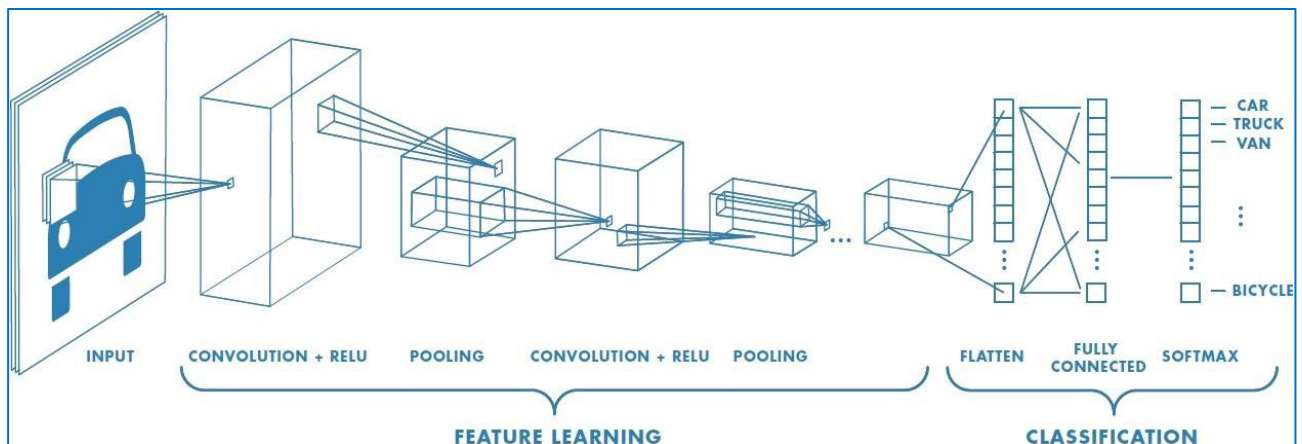 CAR
TRUCK
VAN
BICYCLE
INPUT
CONVOLUTION + RELU
POOLING
CONVOLUTION + RELU
POOLING
FLATTEN
FULLY
CONNECTED
SOFTMAX
FEATURE LEARNING
CLASSIFICATION